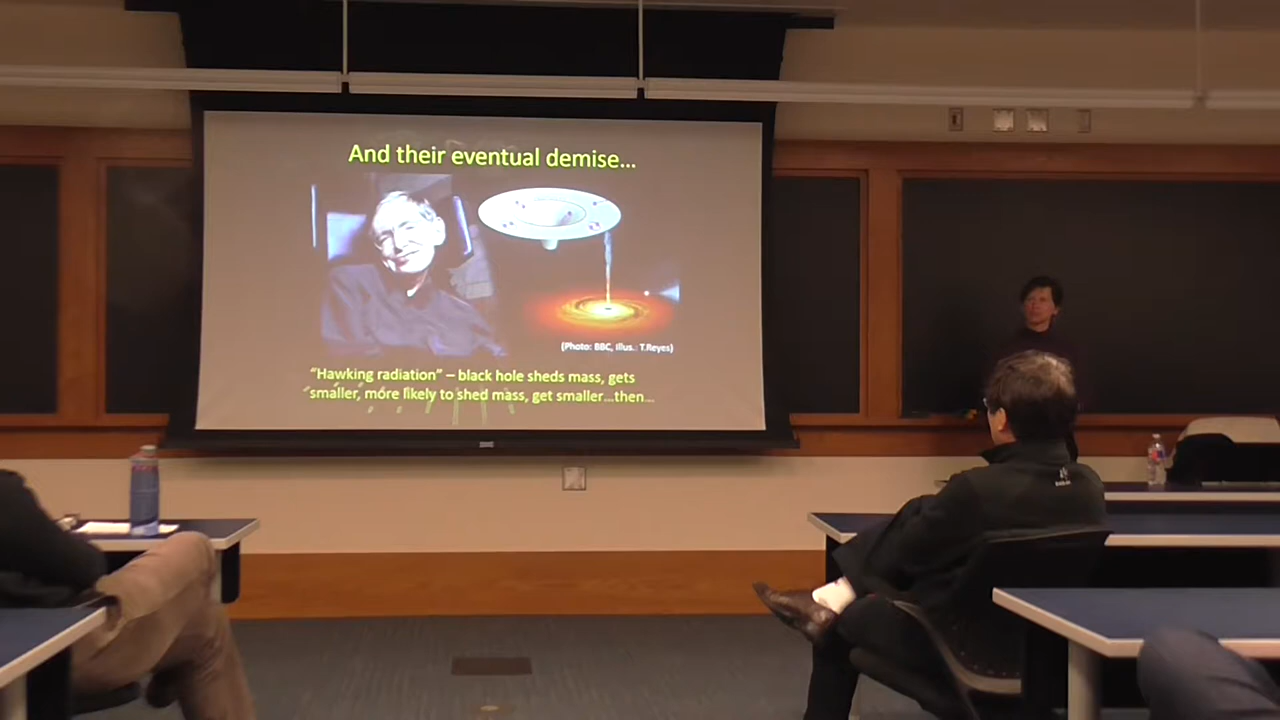 And their eventual demise...
(Photo: BBC, Illus.: T.Reyes)
“Hawking radiation” – black hole sheds mass, gets
smaller, more likely to shed mass, get smaller...then...